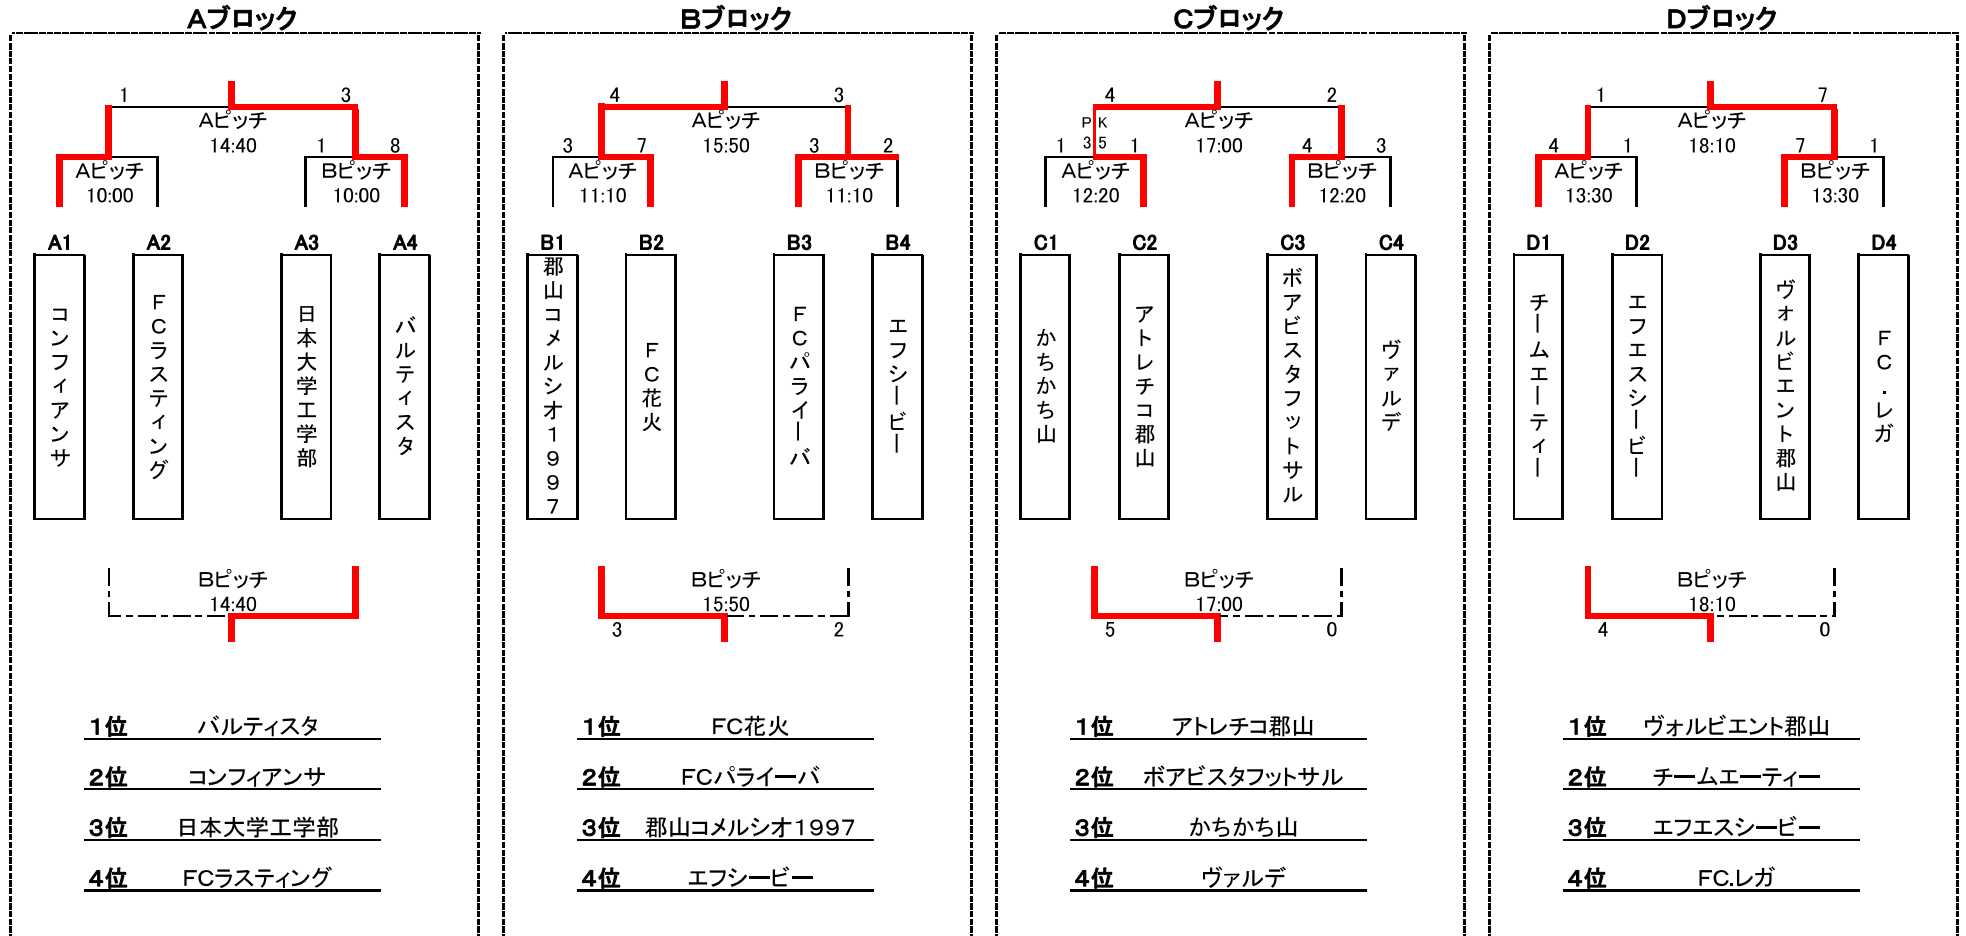 Aブロック
1 3
Aピッチ
14:40
1 8
Aピッチ
10:00
Bピッチ
10:00
A1 A2 A3 A4
コンフィアンサ
FCラスティング
日本大学工学部
バルティスタ
Bピッチ
14:40
1位 バルティスタ
2位 コンフィアンサ
3位 日本大学工学部
4位 FCラスティング
Bブロック
4 3
Aピッチ
15:50
3 7 3 2
Aピッチ
11:10
Bピッチ
11:10
B1 B2 B3 B4
郡山コメルシオ1997
FC花火
FCパライーバ
エフシービー
Bピッチ
15:50
3 2
1位 FC花火
2位 FCパライーバ
3位 郡山コメルシオ1997
4位 エフシービー
Cブロック
4 2
Aピッチ
17:00
PK
3 5
1 1 4 3
Aピッチ
12:20
Bピッチ
12:20
C1 C2 C3 C4
かちかち山
アトレチコ郡山
ボアビスタフットサル
ヴァルデ
Bピッチ
17:00
5 0
1位 アトレチコ郡山
2位 ボアビスタフットサル
3位 かちかち山
4位 ヴァルデ
Dブロック
1 7
Aピッチ
18:10
4 1 7 1
Aピッチ
13:30
Bピッチ
13:30
D1 D2 D3 D4
チームエーティー
エフエスシービー
ヴォルビエント郡山
FC.レガ
Bピッチ
18:10
4 0
1位 ヴォルビエント郡山
2位 チームエーティー
3位 エフエスシービー
4位 FC.レガ